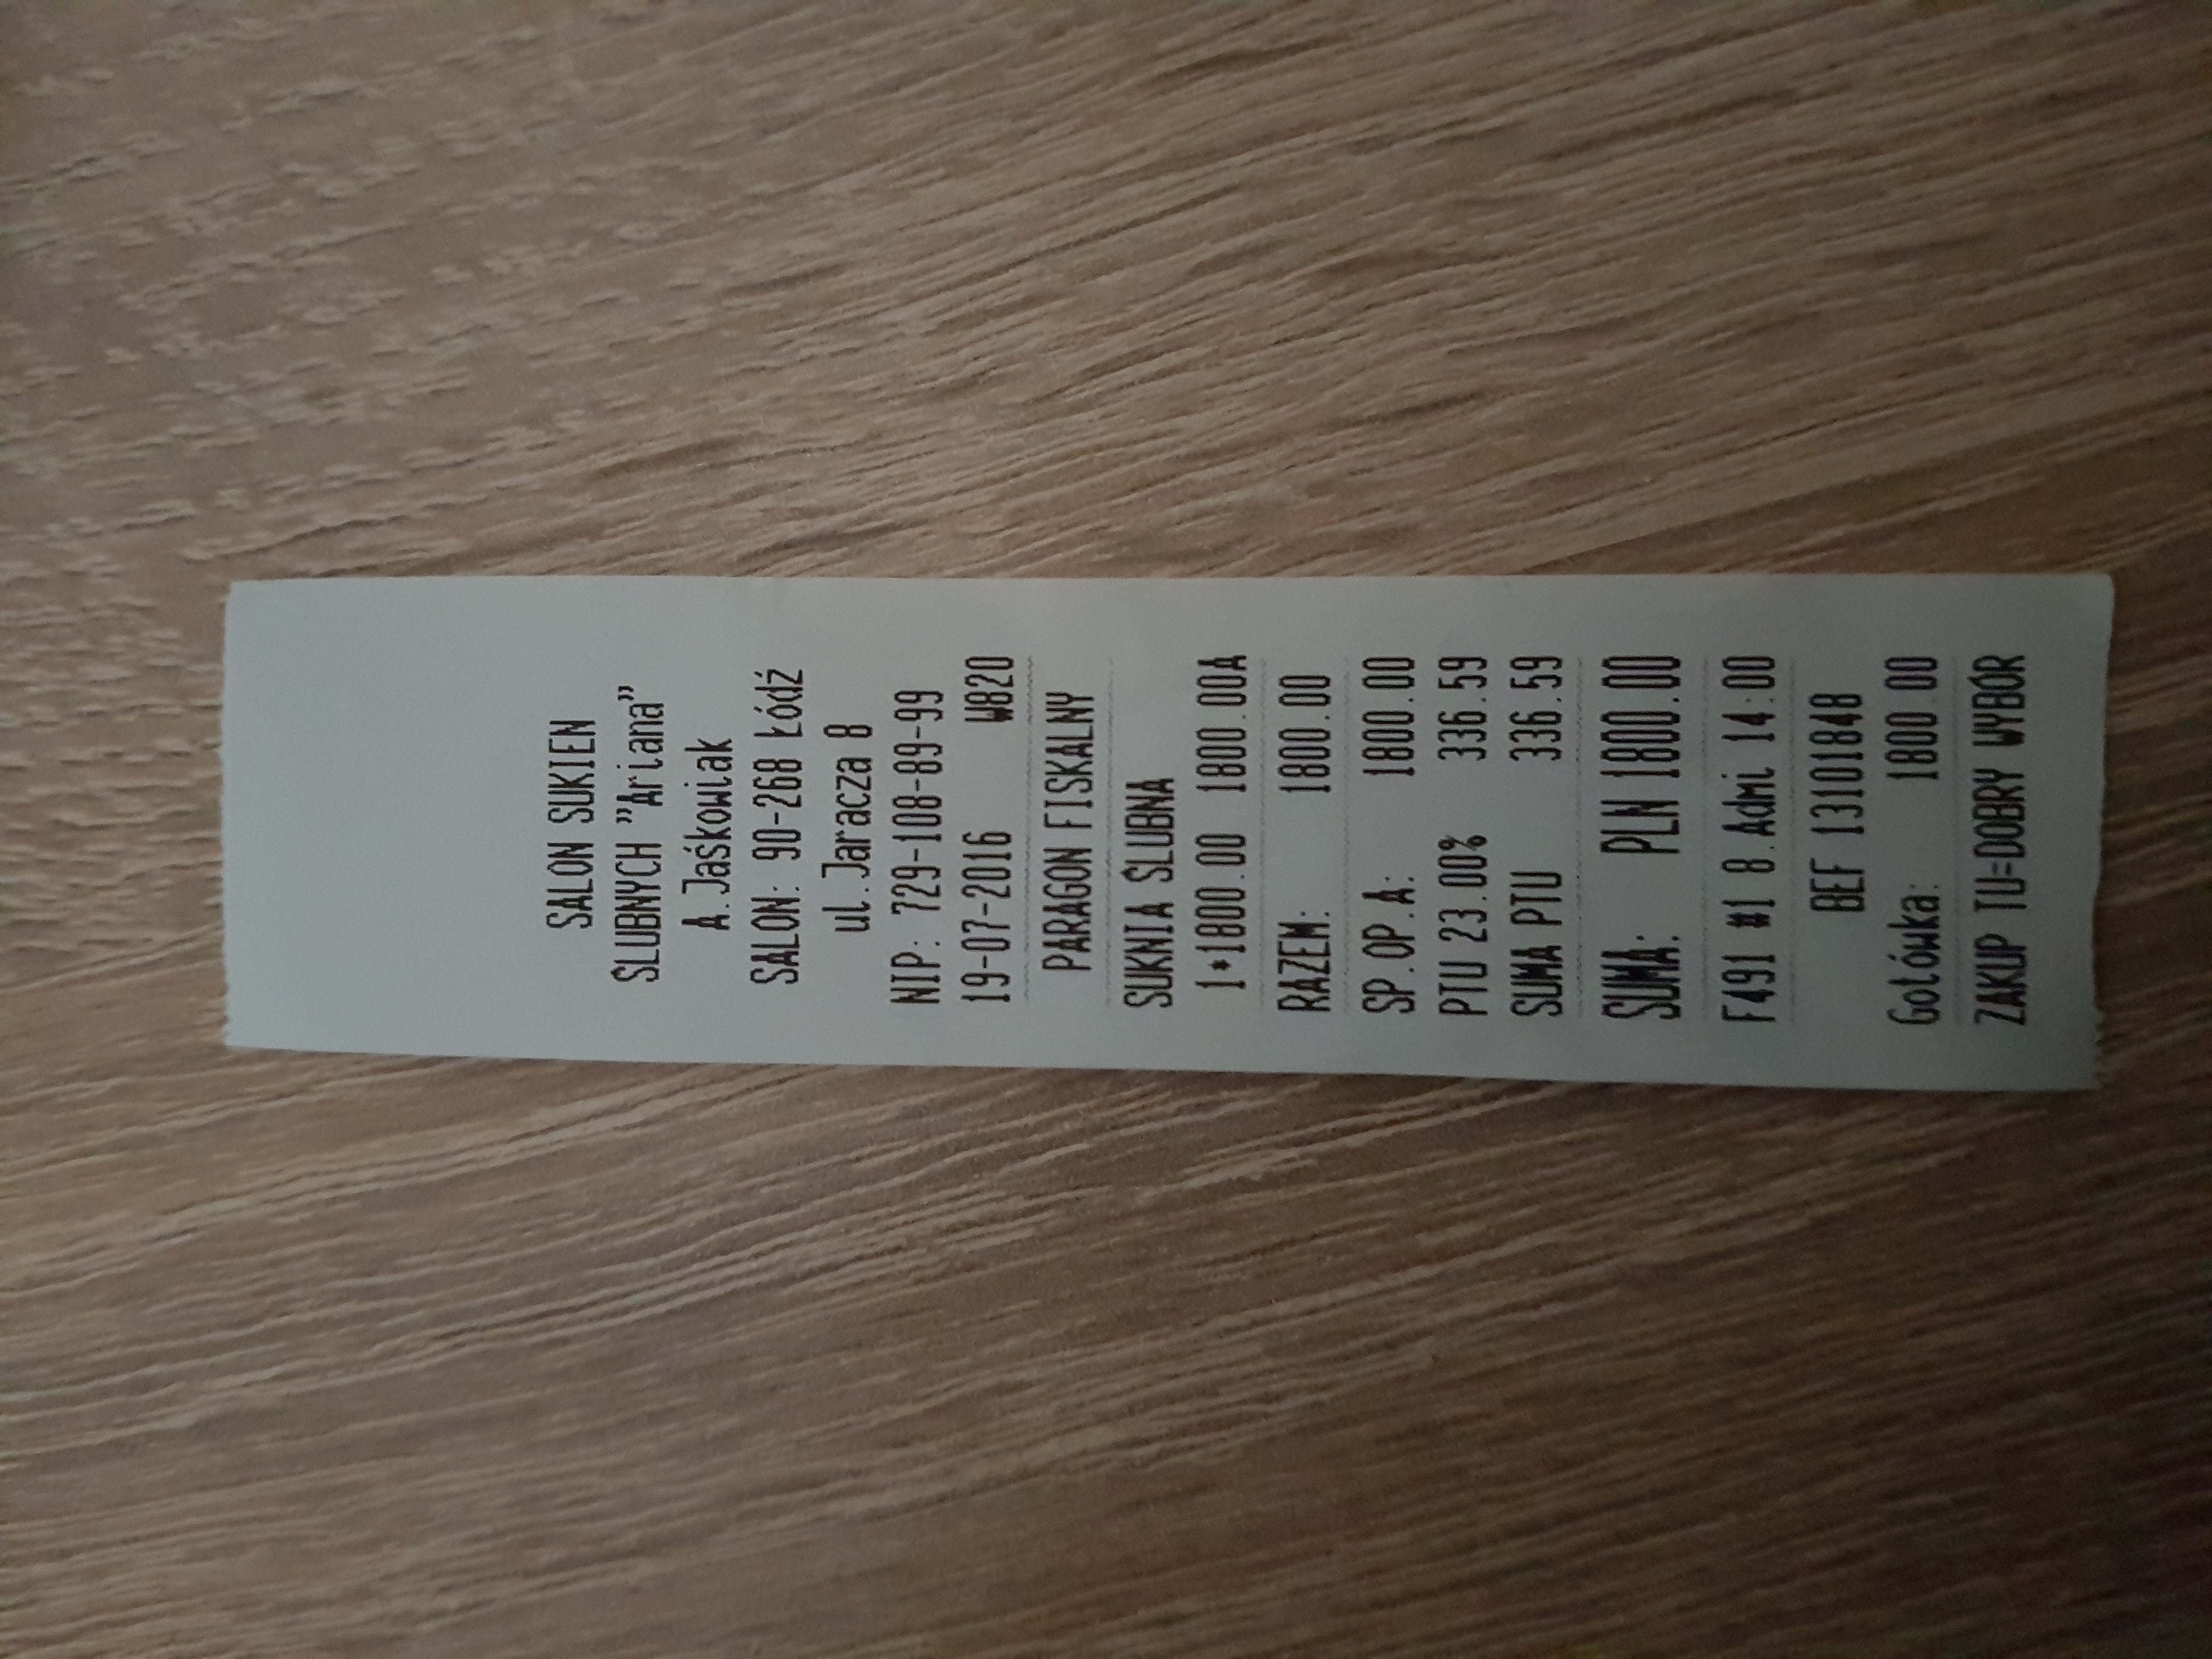 SALON SUKIEN
ŚLUBNYCH "Ariana"
A.Jaśkowiak
SALON: 90-268 Łódź
ul.Jaracza 8
NIP: 729-108-89-99
19-07-2016 W820
PARAGON FISKALNY
SUKNIA ŚLUBNA
1*1800.00 1800.00A
RAZEM: 1800.00
SP.OP.A: 1800.00
PTU 23.00% 336.59
SUMA PTU 336.59
SUMA: PLN 1800.00
F491 #1 8.Admi 14:00
BEF 13101848
Gotówka: 1800.00
ZAKUP TU=DOBRY WYBÓR